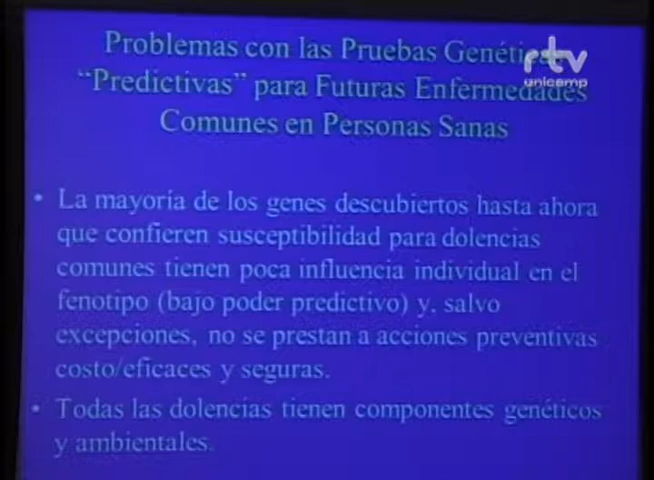 Problemas con las Pruebas Genéticas
rtv
unicamp
"Predictivas" para Futuras Enfermedades
Comunes en Personas Sanas
• La mayoría de los genes descubiertos hasta ahora
que confieren susceptibilidad para dolencias
comunes tienen poca influencia individual en el
fenotipo (bajo poder predictivo) y, salvo
excepciones, no se prestan a acciones preventivas
costo/eficaces y seguras.
• Todas las dolencias tienen componentes genéticos
y ambientales.